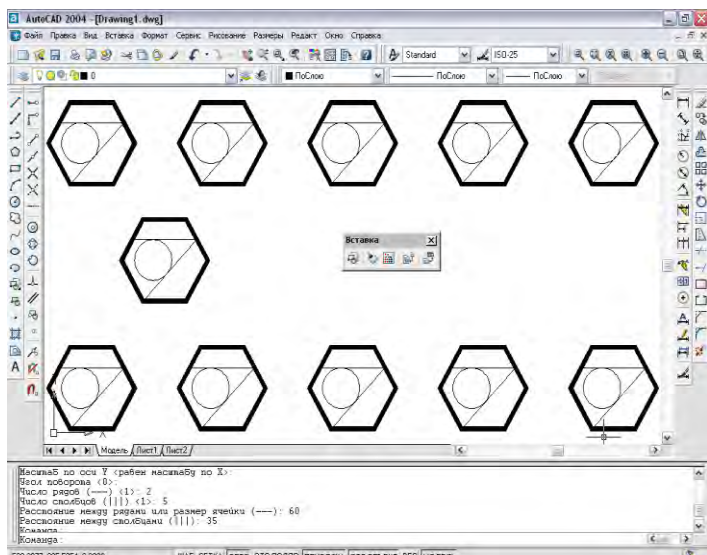 AutoCAD 2004 - [Drawing1.dwg]
Файл Правка Вид Вставка Формат Сервис Рисование Размеры Редакт Окно Справка
Standard ISO-25
0 ПоСлою ПоСлою ПоСлою
Вставка
X
Модель Лист1 Лист2
Масштаб по оси Y <равен масштабу по X>:
Угол поворота <0>:
Число рядов (---) <1>: 2
Число столбцов (|||) <1>: 5
Расстояние между рядами или размер ячейки (---): 60
Расстояние между столбцами (|||): 35
Команда:
Команда: